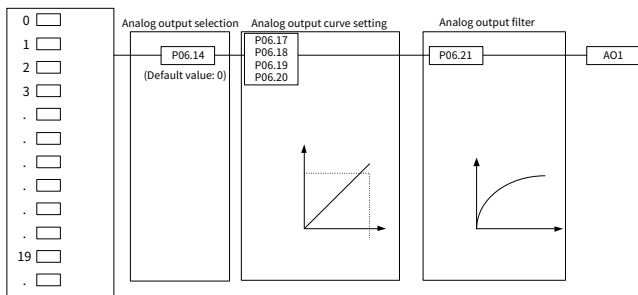 Analog output selection
Analog output curve setting
Analog output filter
0
1
2
3
.
.
.
.
.
.
19
.
P06.14
(Default value: 0)
P06.17
P06.18
P06.19
P06.20
P06.21
AO1